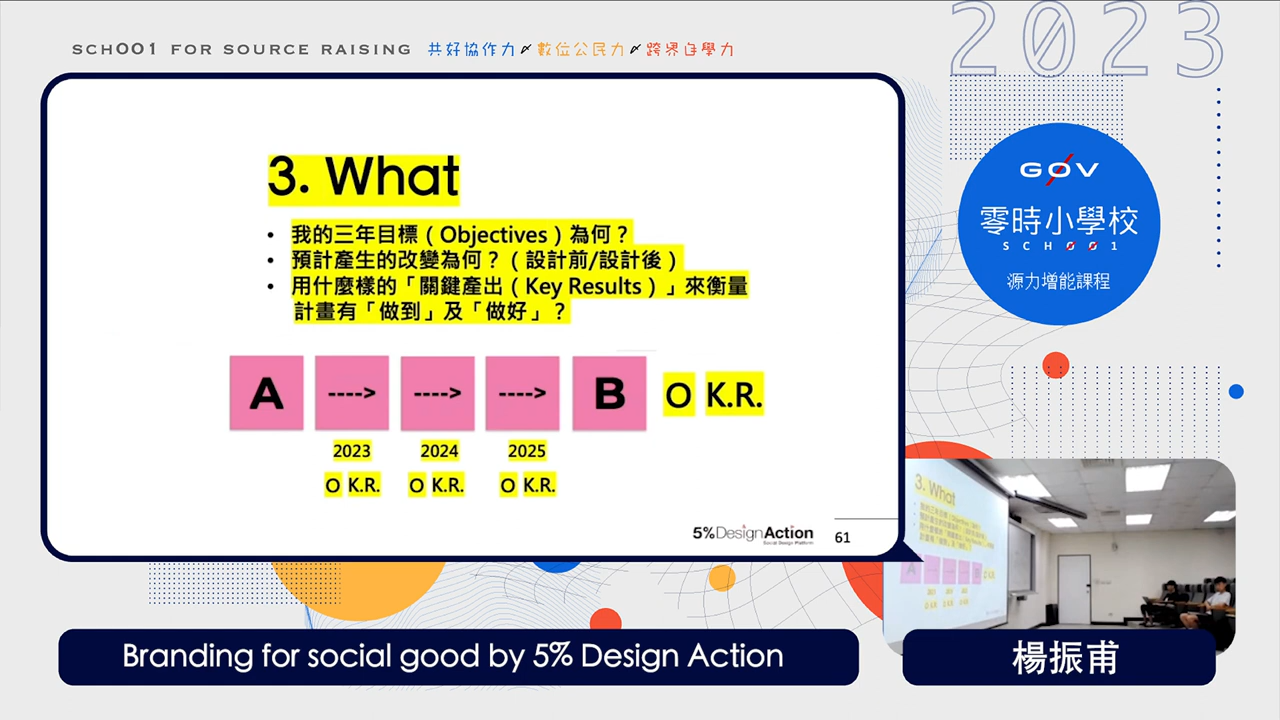 SCH001 FOR SOURCE RAISING 共好協作力 數位公民力 跨界自學力
2023
G0V
零時小學校
SCH001
源力增能課程
3. What
• 我的三年目標（Objectives）為何？
• 預計產生的改變為何？（設計前/設計後）
• 用什麼樣的「關鍵產出（Key Results）」來衡量
計畫有「做到」及「做好」？
A ----> ----> ----> B O K.R.
2023 2024 2025
O K.R. O K.R. O K.R.
5%DesignAction
Social Design Platform
61
3. What
Branding for social good by 5% Design Action
楊振甫